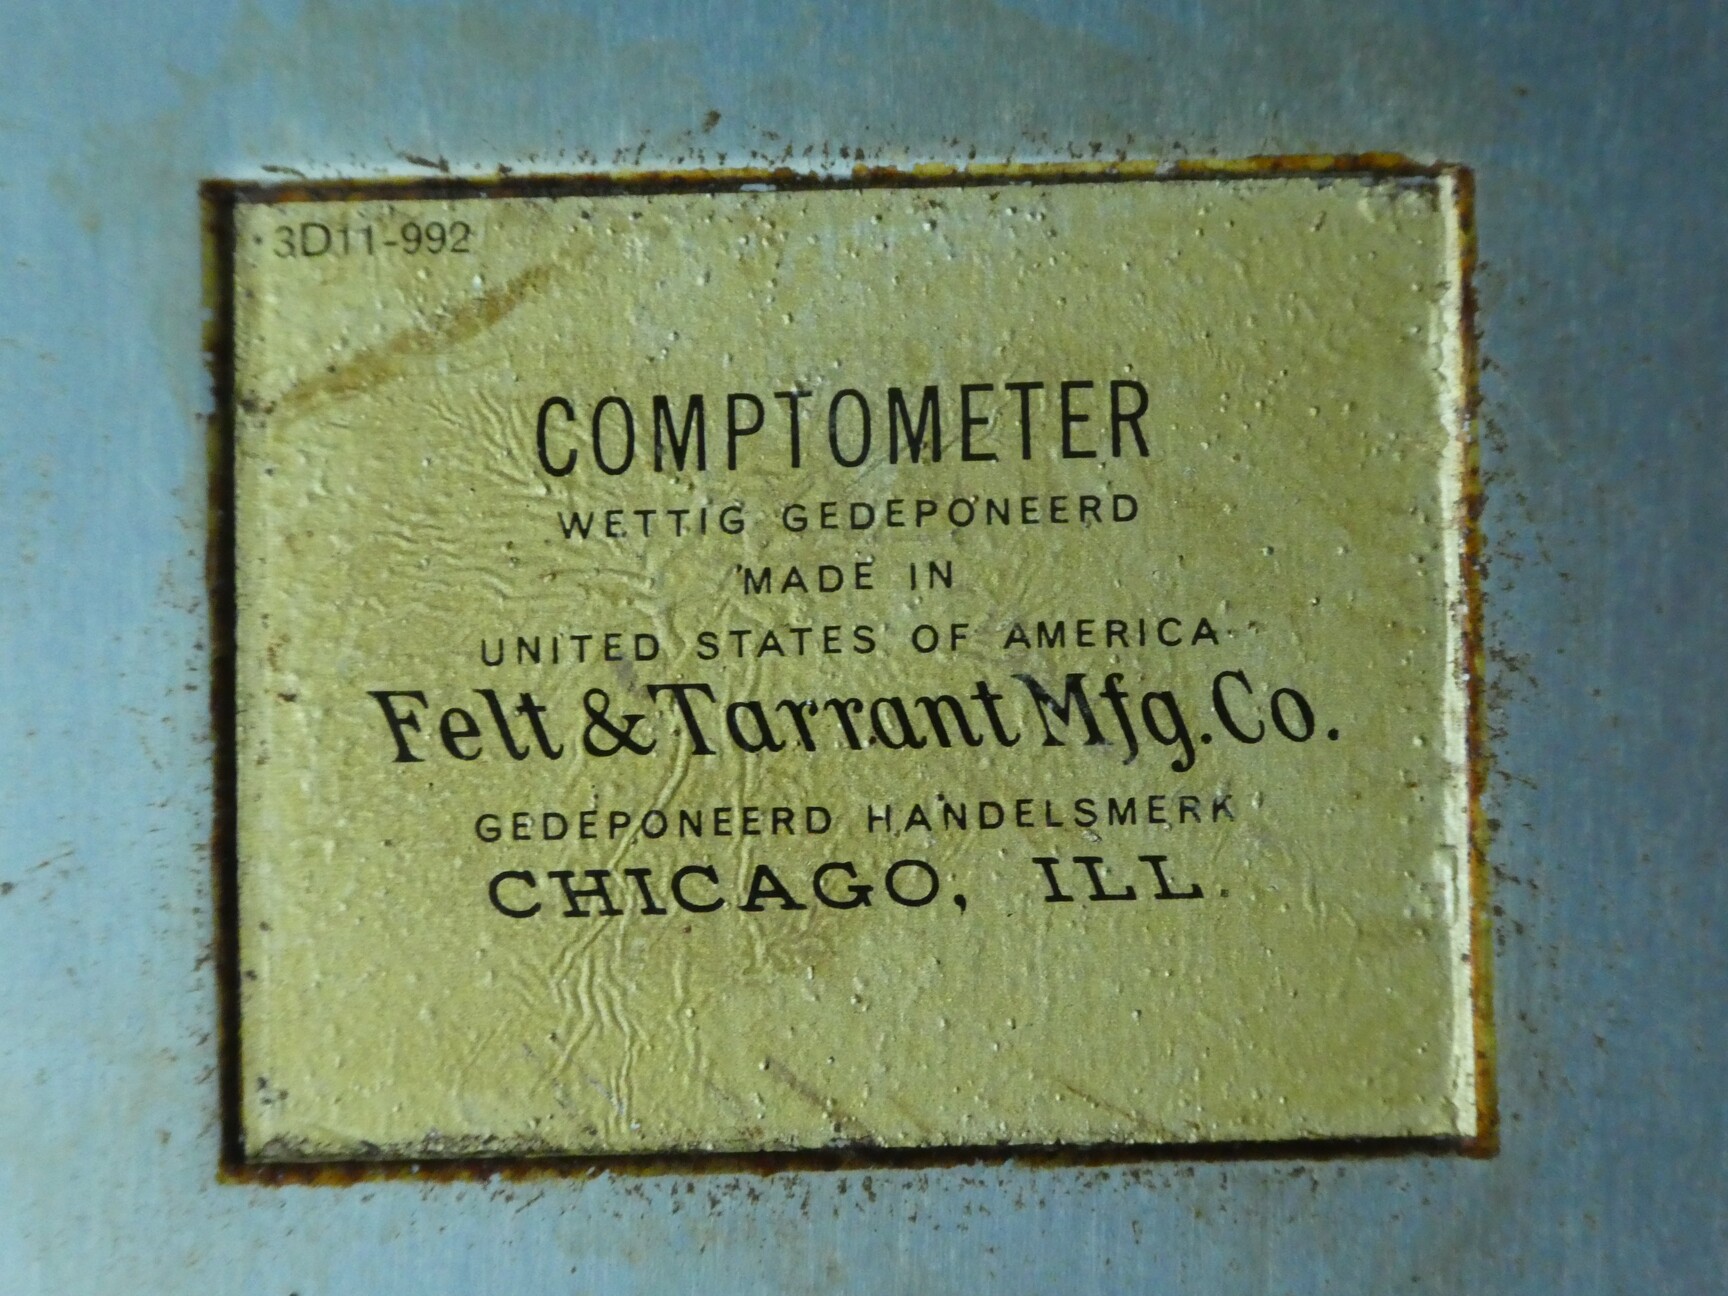 3D11-992
COMPTOMETER
WETTIG GEDEPONEERD
MADE IN
UNITED STATES OF AMERICA
Felt & Tarrant Mfg. Co.
GEDEPONEERD HANDELSMERK
CHICAGO, ILL.